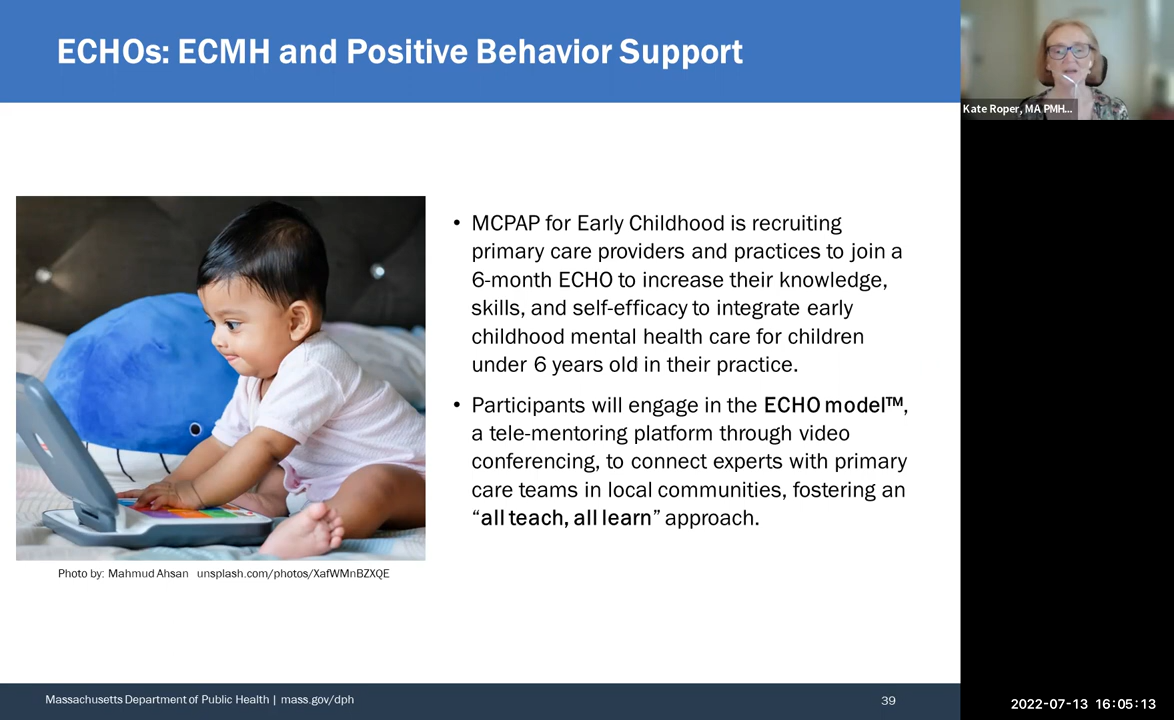 ECHOs: ECMH and Positive Behavior Support
Kate Roper, MA PMH...
• MCPAP for Early Childhood is recruiting
primary care providers and practices to join a
6-month ECHO to increase their knowledge,
skills, and self-efficacy to integrate early
childhood mental health care for children
under 6 years old in their practice.
• Participants will engage in the ECHO model™,
a tele-mentoring platform through video
conferencing, to connect experts with primary
care teams in local communities, fostering an
“all teach, all learn” approach.
Photo by: Mahmud Ahsan unsplash.com/photos/XafWMnBZXQE
Massachusetts Department of Public Health | mass.gov/dph
39
2022-07-13 16:05:13